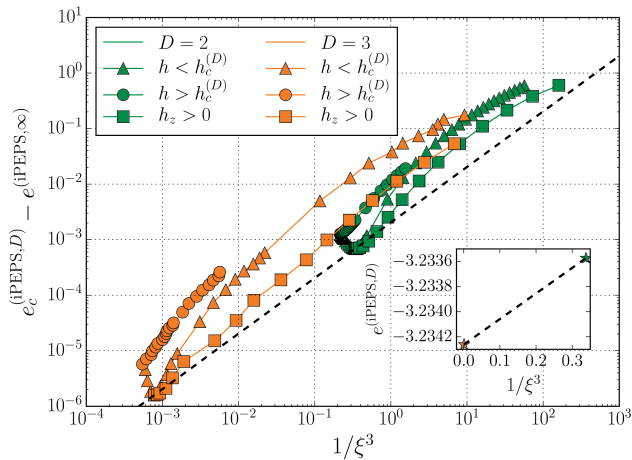 D = 2
D = 3
h < h_c^{(D)}
h < h_c^{(D)}
h > h_c^{(D)}
h > h_c^{(D)}
h_z > 0
h_z > 0
e_c^{(iPEPS,D)} − e^{(iPEPS,∞)}
10^2
10^1
10^0
10^{−1}
10^{−2}
10^{−3}
10^{−4}
10^{−5}
10^{−6}
10^{−4}
10^{−3}
10^{−2}
10^{−1}
10^0
10^1
10^2
10^3
1/ξ^3
e^{(iPEPS,D)}
−3.2336
−3.2338
−3.2340
−3.2342
0.0
0.1
0.2
0.3
1/ξ^3